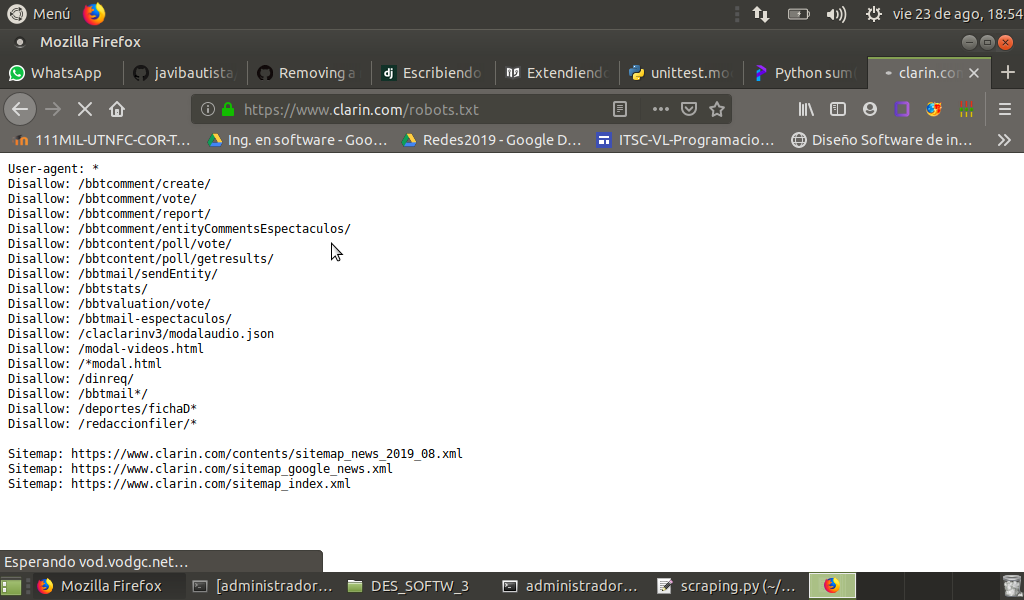 Menú
vie 23 de ago, 18:54
Mozilla Firefox
WhatsApp
javibautista
Removing a
Escribiendo
Extendiendo
unittest.mo
Python sum
clarin.com
https://www.clarin.com/robots.txt
111MIL-UTNFC-COR-T...
Ing. en software - Goo...
Redes2019 - Google D...
ITSC-VL-Programacio...
Diseño Software de in...
User-agent: *
Disallow: /bbtcomment/create/
Disallow: /bbtcomment/vote/
Disallow: /bbtcomment/report/
Disallow: /bbtcomment/entityCommentsEspectaculos/
Disallow: /bbtcontent/poll/vote/
Disallow: /bbtcontent/poll/getresults/
Disallow: /bbtmail/sendEntity/
Disallow: /bbtstats/
Disallow: /bbtvaluation/vote/
Disallow: /bbtmail-espectaculos/
Disallow: /claclarinv3/modalaudio.json
Disallow: /modal-videos.html
Disallow: /*modal.html
Disallow: /dinreq/
Disallow: /bbtmail*/
Disallow: /deportes/fichaD*
Disallow: /redaccionfiler/*
Sitemap: https://www.clarin.com/contents/sitemap_news_2019_08.xml
Sitemap: https://www.clarin.com/sitemap_google_news.xml
Sitemap: https://www.clarin.com/sitemap_index.xml
Esperando vod.vodgc.net...
Mozilla Firefox
[administrador...
DES_SOFTW_3
administrador...
scraping.py (~/...